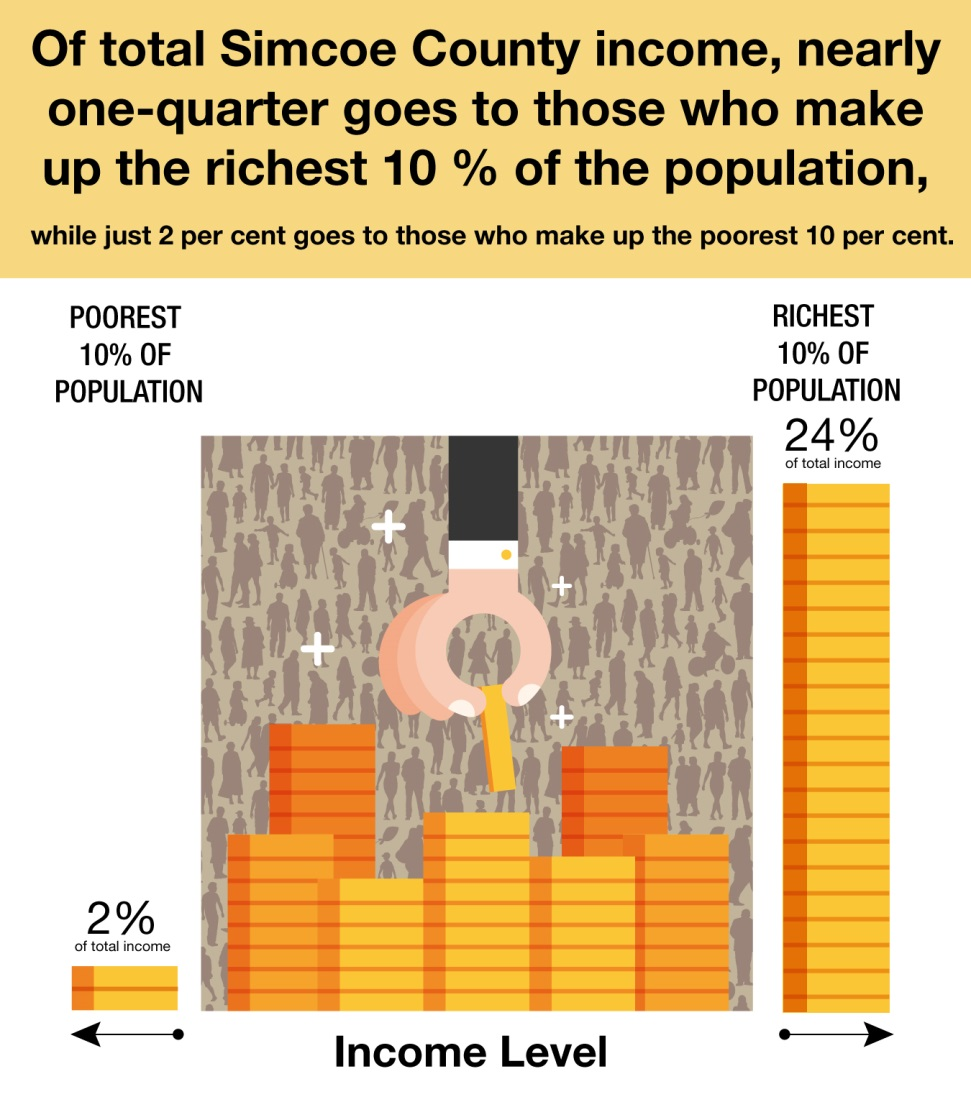 Of total Simcoe County income, nearly
one-quarter goes to those who make
up the richest 10 % of the population,
while just 2 per cent goes to those who make up the poorest 10 per cent.
POOREST
10% OF
POPULATION
RICHEST
10% OF
POPULATION
24%
of total income
2%
of total income
Income Level